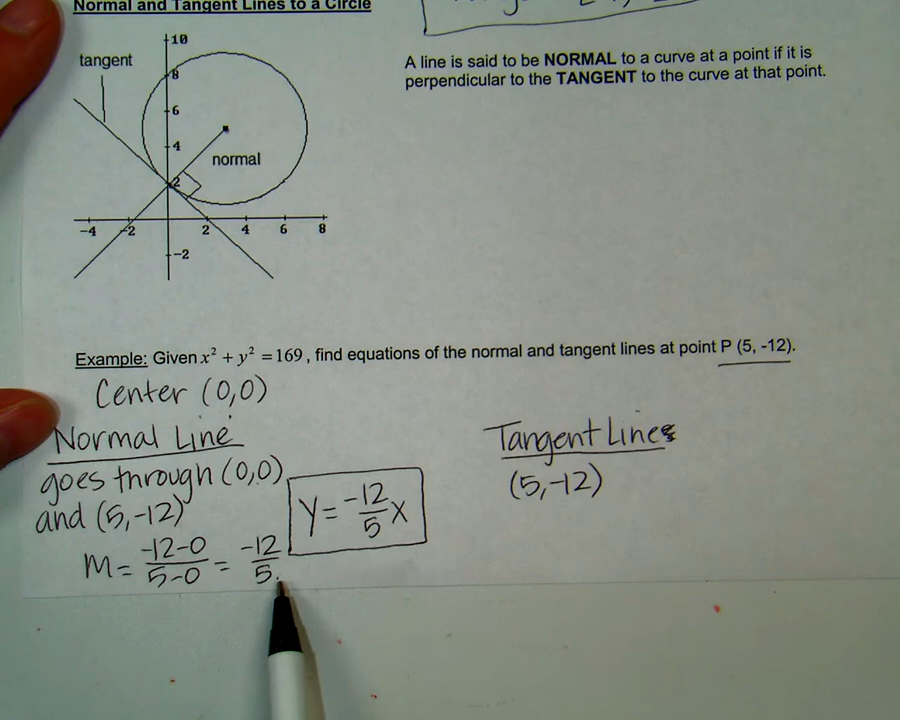 Normal and Tangent Lines to a Circle
A line is said to be NORMAL to a curve at a point if it is
perpendicular to the TANGENT to the curve at that point.
tangent
normal
10
8
6
4
2
-2
-4 -2 2 4 6 8
Example: Given x² + y² = 169, find equations of the normal and tangent lines at point P (5, -12).
Center (0,0)
Normal Line
goes through (0,0)
and (5,-12)
m = -12-0/5-0 = -12/5
y = -12/5 x
Tangent Line
(5,-12)